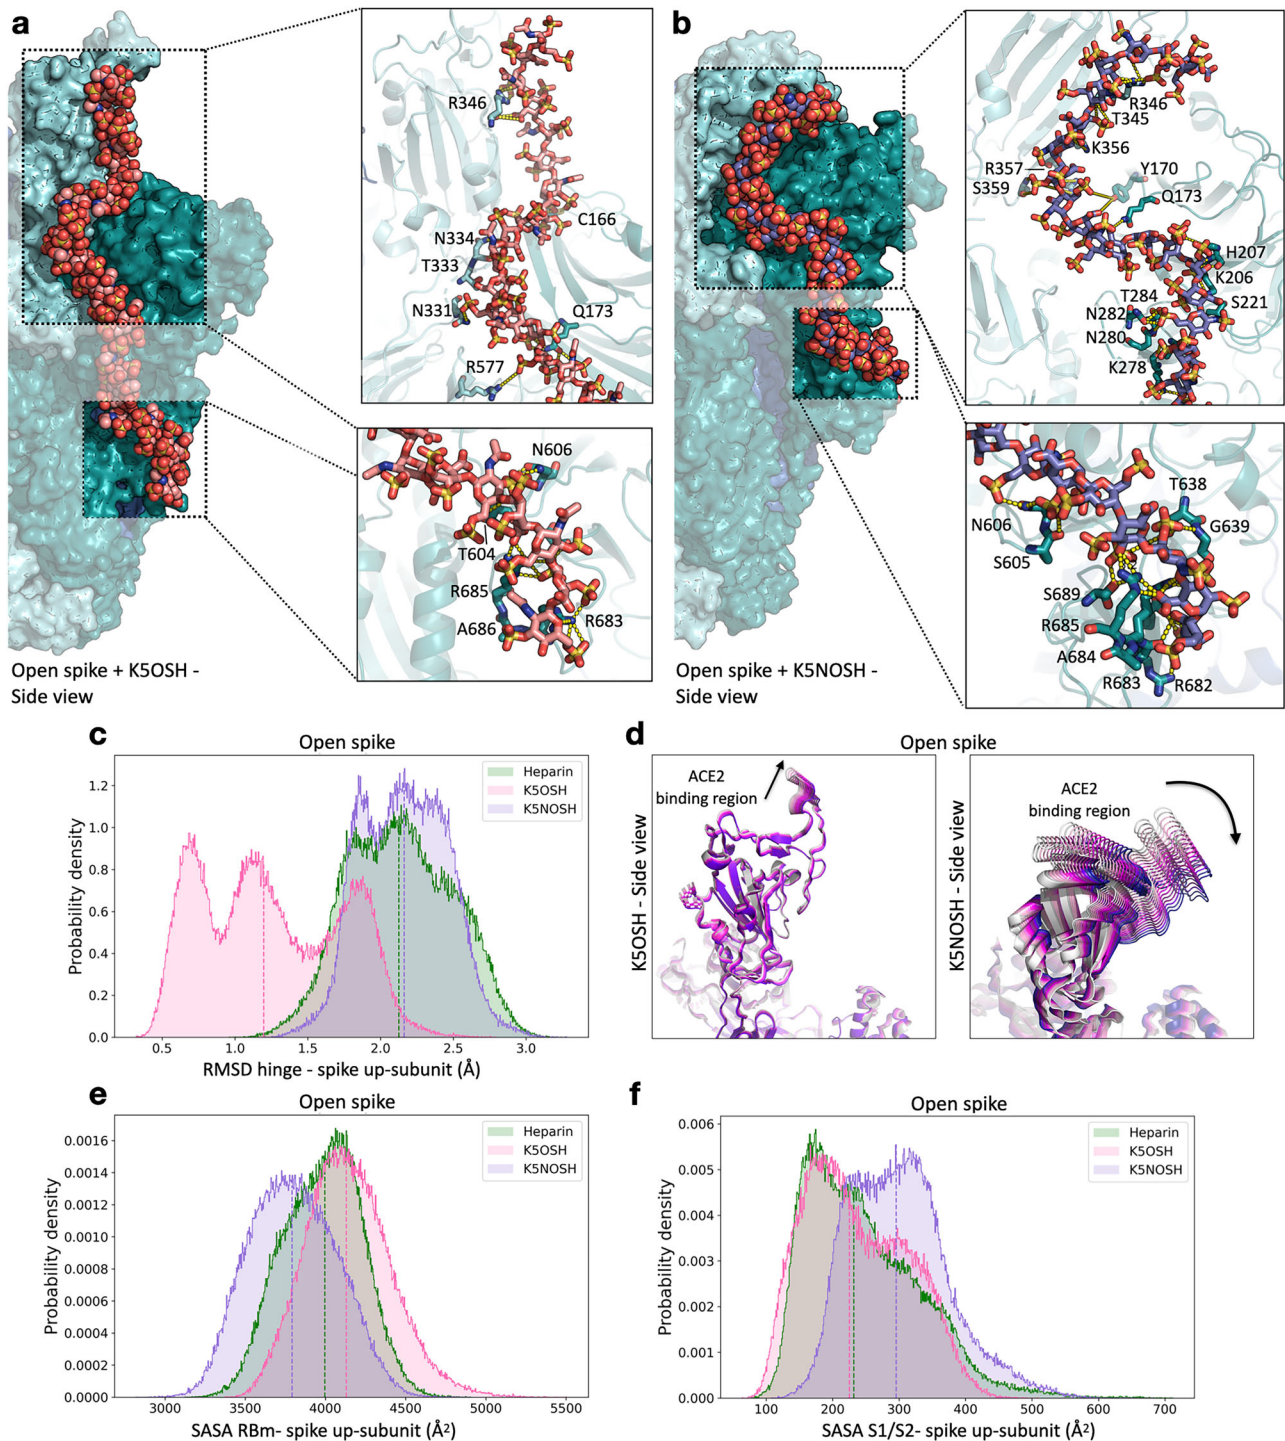 a
R346
C166
N334
T333
N331
Q173
R577
N606
T604
R685
A686
R683
Open spike + K5OSH -
Side view
b
R346
T345
K356
R357
S359
Y170
Q173
H207
K206
S221
T284
N282
N280
K278
T638
G639
N606
S605
S689
R685
A684
R683
R682
Open spike + K5NOSH -
Side view
c
Open spike
Heparin
K5OSH
K5NOSH
Probability density
1.2
1.0
0.8
0.6
0.4
0.2
0.0
0.5 1.0 1.5 2.0 2.5 3.0
RMSD hinge - spike up-subunit (Å)
d
Open spike
K5OSH - Side view
ACE2
binding region
K5NOSH - Side view
ACE2
binding region
e
Open spike
Heparin
K5OSH
K5NOSH
Probability density
0.0016
0.0014
0.0012
0.0010
0.0008
0.0006
0.0004
0.0002
0.0000
3000 3500 4000 4500 5000 5500
SASA RBm- spike up-subunit (Å²)
f
Open spike
Heparin
K5OSH
K5NOSH
Probability density
0.006
0.005
0.004
0.003
0.002
0.001
0.000
100 200 300 400 500 600 700
SASA S1/S2- spike up-subunit (Å²)